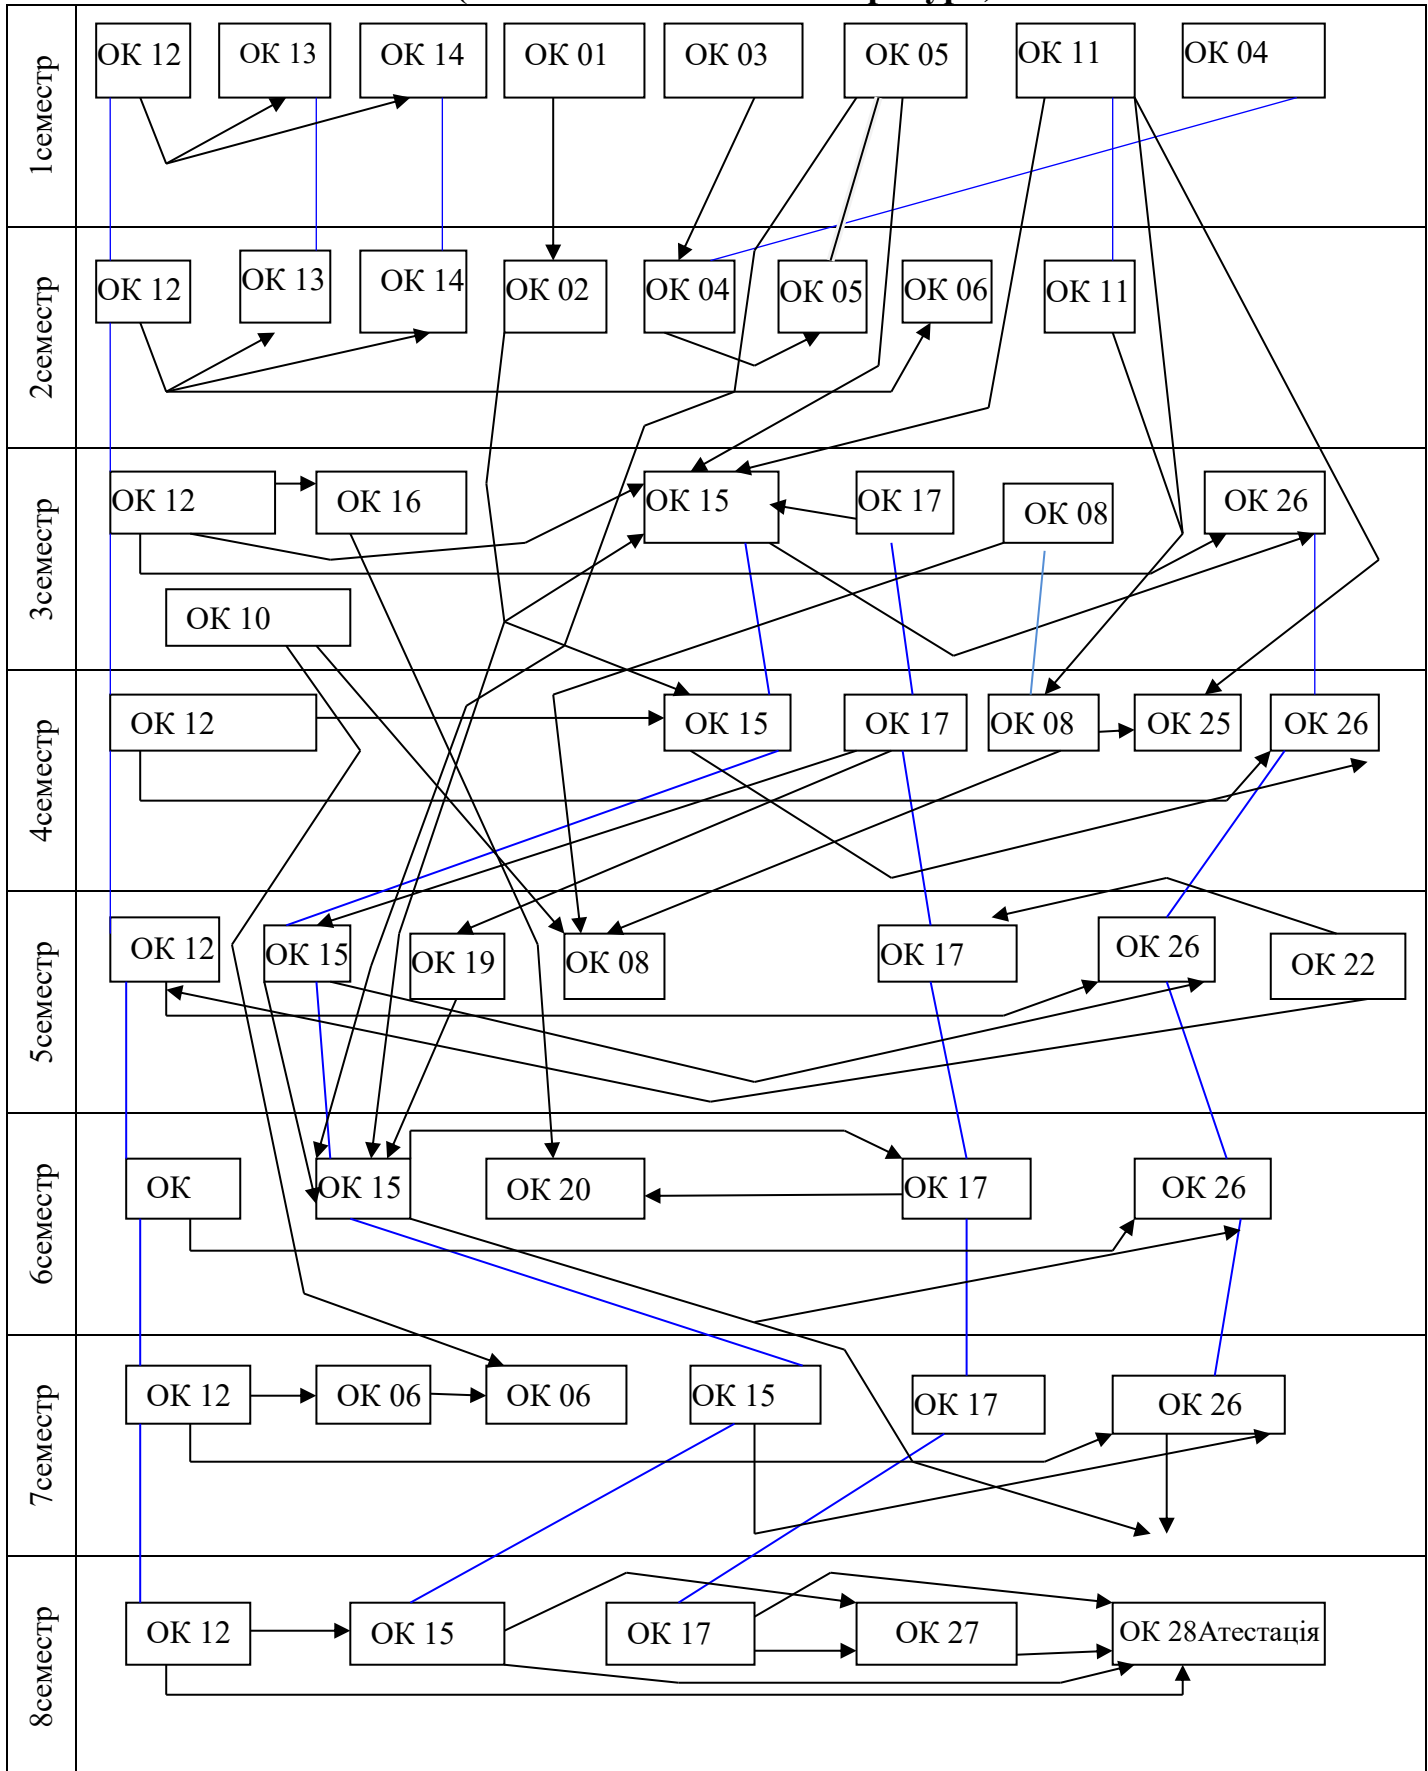 1семестр
ОК 12 ОК 13 ОК 14 ОК 01 ОК 03 ОК 05 ОК 11 ОК 04
2семестр
ОК 12 ОК 13 ОК 14 ОК 02 ОК 04 ОК 05 ОК 06 ОК 11
3семестр
ОК 12 ОК 16 ОК 15 ОК 17 ОК 08 ОК 26
ОК 10
4семестр
ОК 12 ОК 15 ОК 17 ОК 08 ОК 25 ОК 26
5семестр
ОК 12 ОК 15 ОК 19 ОК 08 ОК 17 ОК 26 ОК 22
6семестр
ОК ОК 15 ОК 20 ОК 17 ОК 26
7семестр
ОК 12 ОК 06 ОК 06 ОК 15 ОК 17 ОК 26
8семестр
ОК 12 ОК 15 ОК 17 ОК 27 ОК 28Атестація